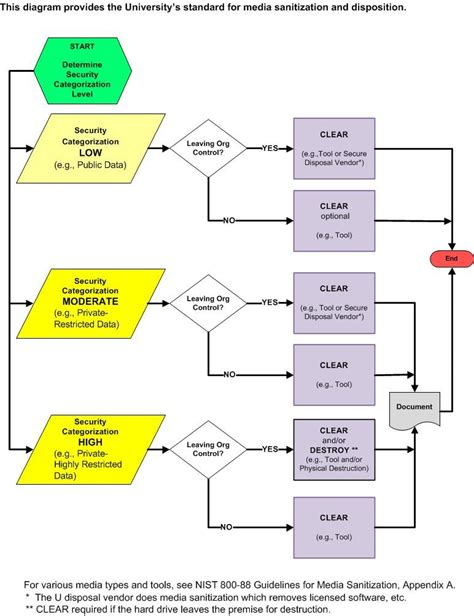 This diagram provides the University's standard for media sanitization and disposition.
START
Determine
Security
Categorization
Level
Security
Categorization
LOW
(e.g., Public Data)
Leaving Org
Control?
YES
CLEAR
(e.g.,Tool or Secure
Disposal Vendor*)
NO
CLEAR
optional
(e.g., Tool)
End
Security
Categorization
MODERATE
(e.g., Private-
Restricted Data)
Leaving Org
Control?
YES
CLEAR
(e.g., Tool or Secure
Disposal Vendor*)
NO
CLEAR
(e.g., Tool)
Document
Security
Categorization
HIGH
(e.g., Private-
Highly Restricted
Data)
Leaving Org
Control?
YES
CLEAR
and/or
DESTROY **
(e.g., Tool and/or
Physical Destruction)
NO
CLEAR
(e.g., Tool)
For various media types and tools, see NIST 800-88 Guidelines for Media Sanitization, Appendix A.
* The U disposal vendor does media sanitization which removes licensed software, etc.
** CLEAR required if the hard drive leaves the premise for destruction.